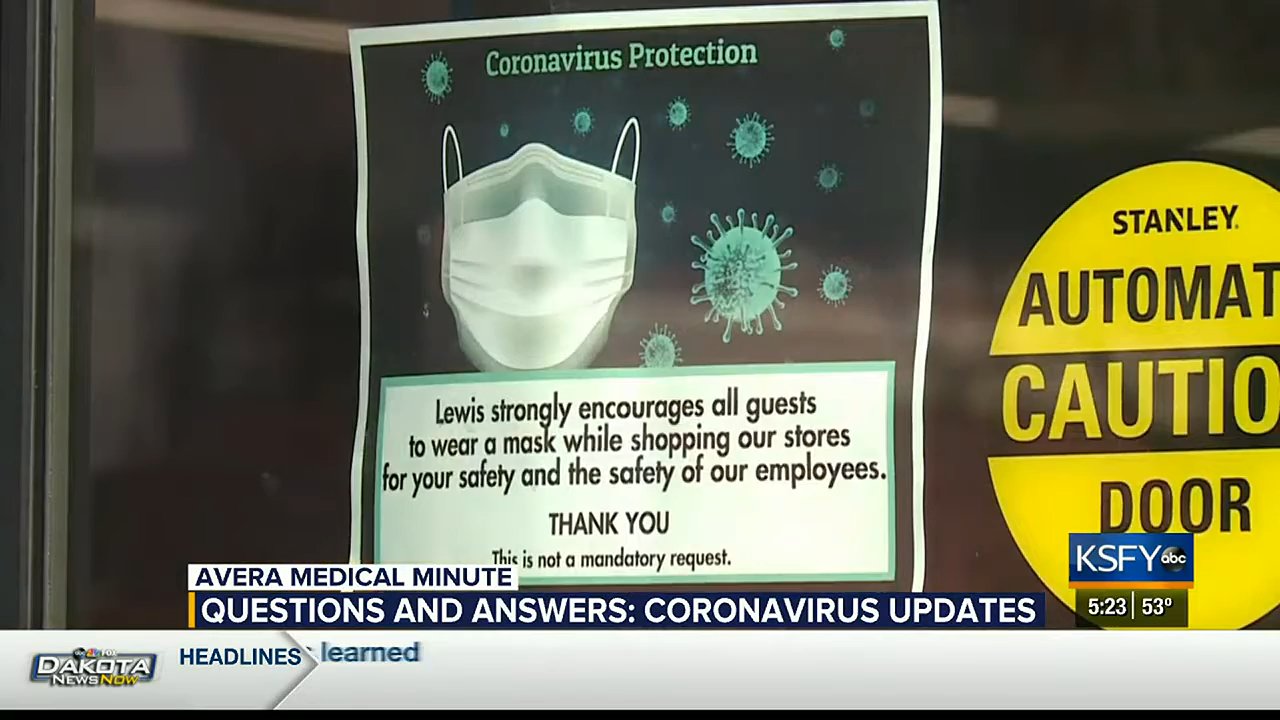 Coronavirus Protection
Lewis strongly encourages all guests
to wear a mask while shopping our stores
for your safety and the safety of our employees.
THANK YOU
This is not a mandatory request.
STANLEY
AUTOMAT
CAUTIO
DOOR
AVERA MEDICAL MINUTE
QUESTIONS AND ANSWERS: CORONAVIRUS UPDATES
KSFY abc
5:23 53°
DAKOTA
NEWS NOW
HEADLINES
learned